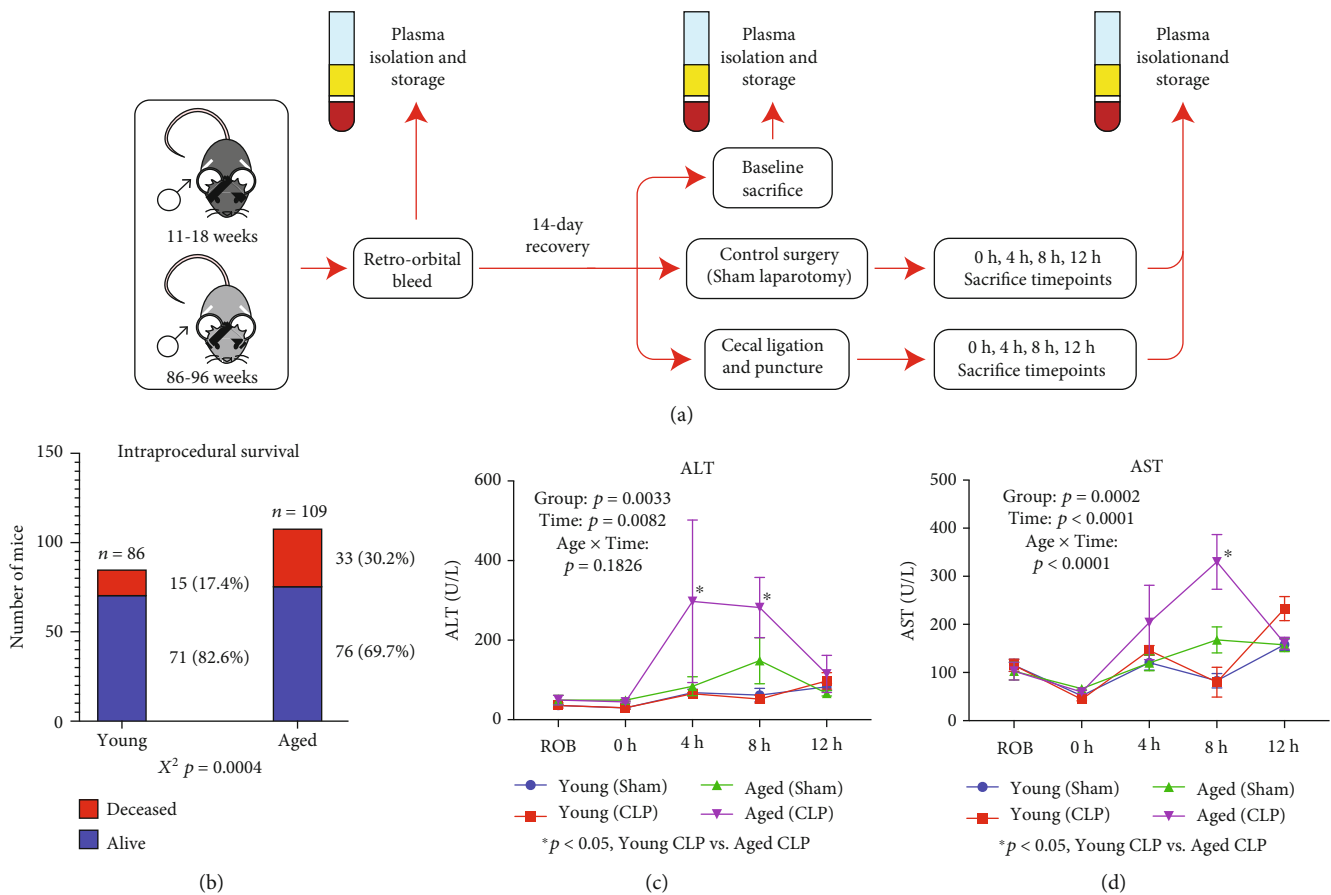 Plasma
isolation and
storage
Plasma
isolation and
storage
Plasma
isolationand
storage
11-18 weeks
86-96 weeks
Retro-orbital
bleed
14-day
recovery
Baseline
sacrifice
Control surgery
(Sham laparotomy)
0 h, 4 h, 8 h, 12 h
Sacrifice timepoints
Cecal ligation
and puncture
0 h, 4 h, 8 h, 12 h
Sacrifice timepoints
(a)
Intraprocedural survival
Number of mice
150
100
50
0
n = 86
15 (17.4%)
71 (82.6%)
n = 109
33 (30.2%)
76 (69.7%)
Young
Aged
X² p = 0.0004
Deceased
Alive
(b)
ALT
ALT (U/L)
600
400
200
0
Group: p = 0.0033
Time: p = 0.0082
Age × Time:
p = 0.1826
*
*
ROB
0 h
4 h
8 h
12 h
Young (Sham)
Aged (Sham)
Young (CLP)
Aged (CLP)
*p < 0.05, Young CLP vs. Aged CLP
(c)
AST
AST (U/L)
500
400
300
200
100
0
Group: p = 0.0002
Time: p < 0.0001
Age × Time:
p < 0.0001
*
ROB
0 h
4 h
8 h
12 h
Young (Sham)
Aged (Sham)
Young (CLP)
Aged (CLP)
*p < 0.05, Young CLP vs. Aged CLP
(d)